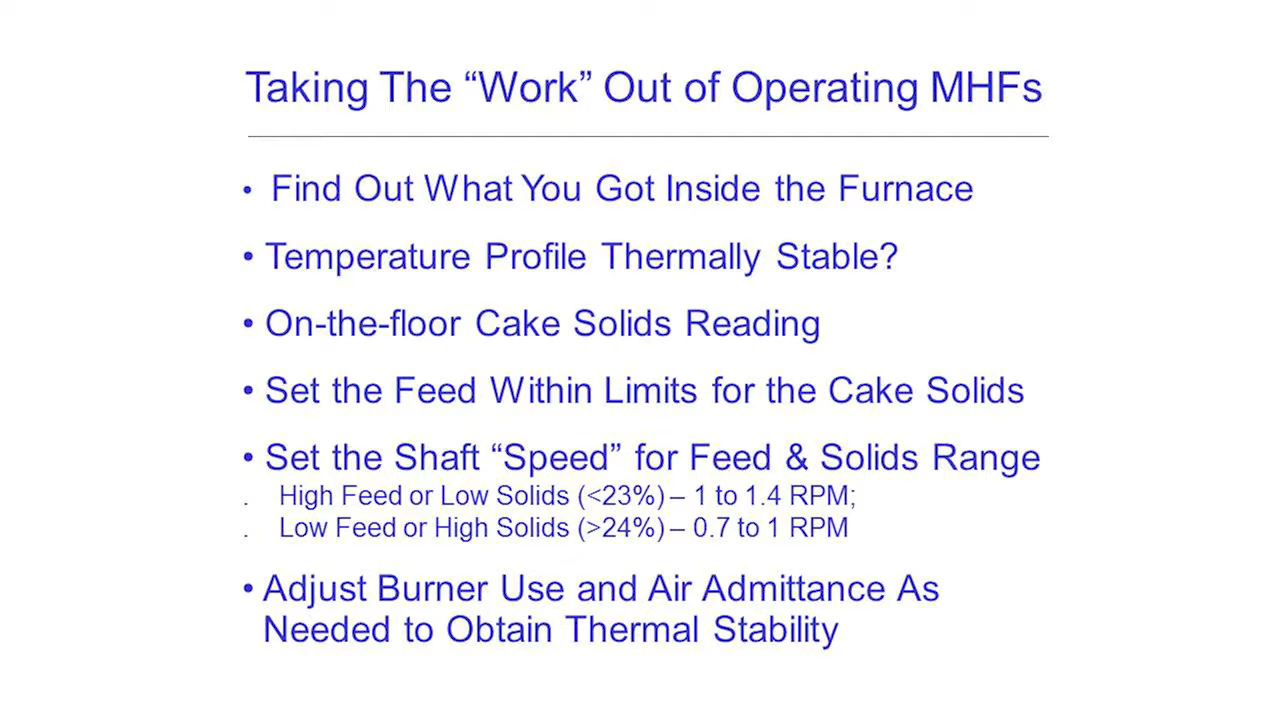 Taking The “Work” Out of Operating MHFs
• Find Out What You Got Inside the Furnace
• Temperature Profile Thermally Stable?
• On-the-floor Cake Solids Reading
• Set the Feed Within Limits for the Cake Solids
• Set the Shaft “Speed” for Feed & Solids Range
. High Feed or Low Solids (<23%) – 1 to 1.4 RPM;
. Low Feed or High Solids (>24%) – 0.7 to 1 RPM
• Adjust Burner Use and Air Admittance As
Needed to Obtain Thermal Stability